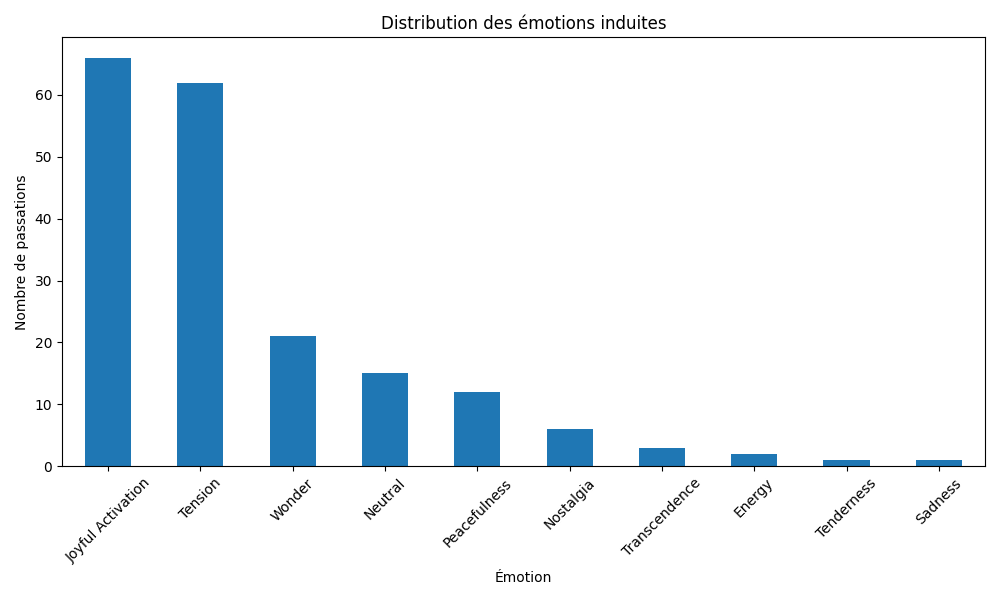 Distribution des émotions induites
Nombre de passations
60
50
40
30
20
10
0
Joyful Activation
Tension
Wonder
Neutral
Peacefulness
Nostalgia
Transcendence
Energy
Tenderness
Sadness
Émotion